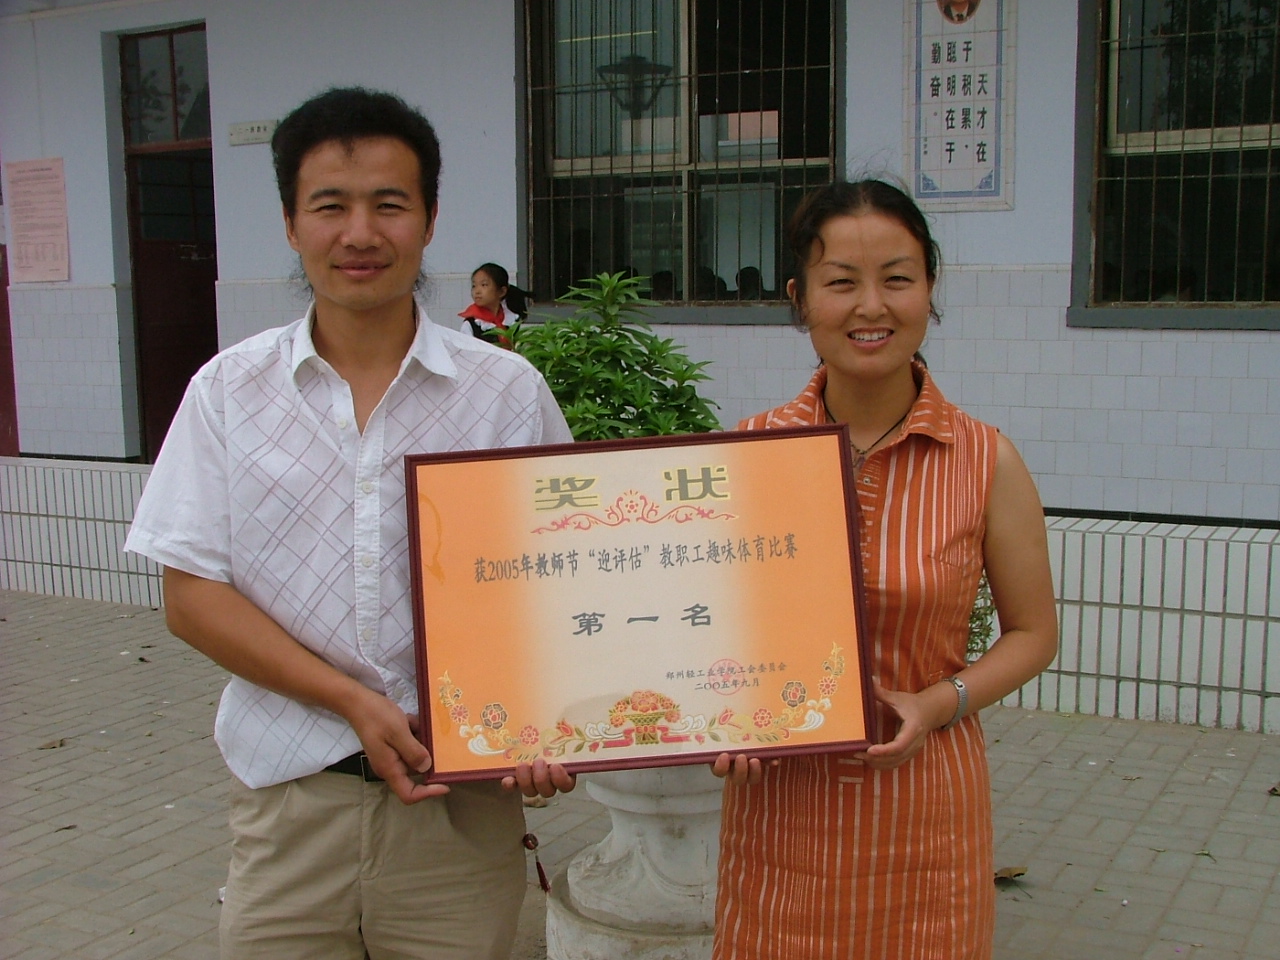 天才在
于积累，
聪明在于
勤奋。
奖状
获2005年教师节“迎评估”教职工趣味体育比赛
第一名
郑州轻工业学院工会委员会
二〇〇五年九月